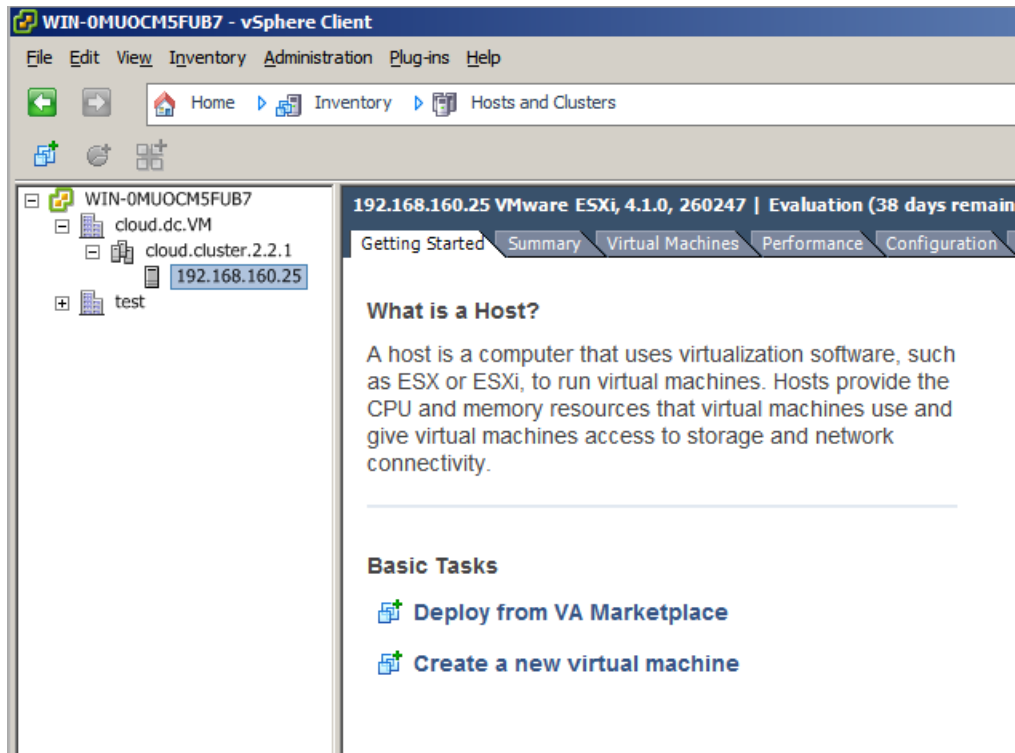 WIN-0MUOCM5FUB7 - vSphere Client
File Edit View Inventory Administration Plug-ins Help
Home Inventory Hosts and Clusters
WIN-0MUOCM5FUB7
cloud.dc.VM
cloud.cluster.2.2.1
192.168.160.25
test
192.168.160.25 VMware ESXi, 4.1.0, 260247 | Evaluation (38 days remain
Getting Started Summary Virtual Machines Performance Configuration
What is a Host?
A host is a computer that uses virtualization software, such
as ESX or ESXi, to run virtual machines. Hosts provide the
CPU and memory resources that virtual machines use and
give virtual machines access to storage and network
connectivity.
Basic Tasks
Deploy from VA Marketplace
Create a new virtual machine